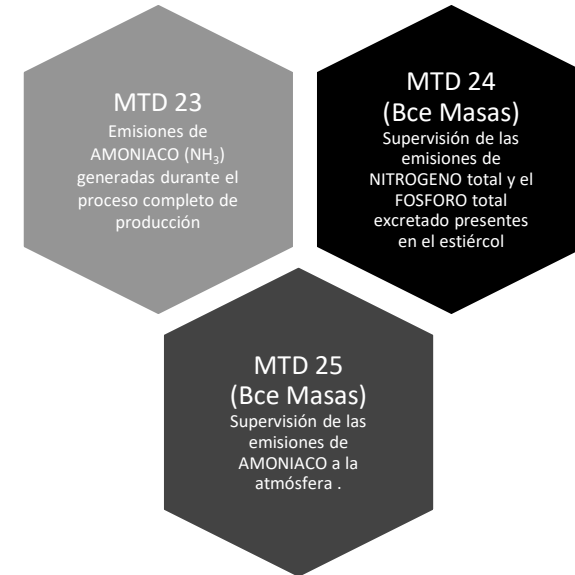 MTD 23
Emisiones de
AMONIACO (NH₃)
generadas durante el
proceso completo de
producción
MTD 24
(Bce Masas)
Supervisión de las
emisiones de
NITROGENO total y el
FOSFORO total
excretado presentes
en el estiércol
MTD 25
(Bce Masas)
Supervisión de las
emisiones de
AMONIACO a la
atmósfera .